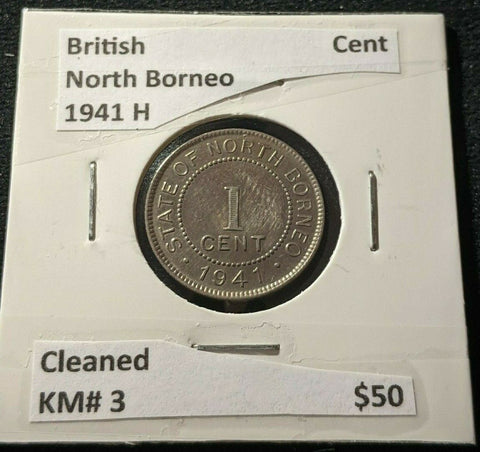 British Cent
North Borneo
1941 H
STATE OF NORTH BORNEO
1
CENT
· 1941 ·
Cleaned
KM# 3 $50